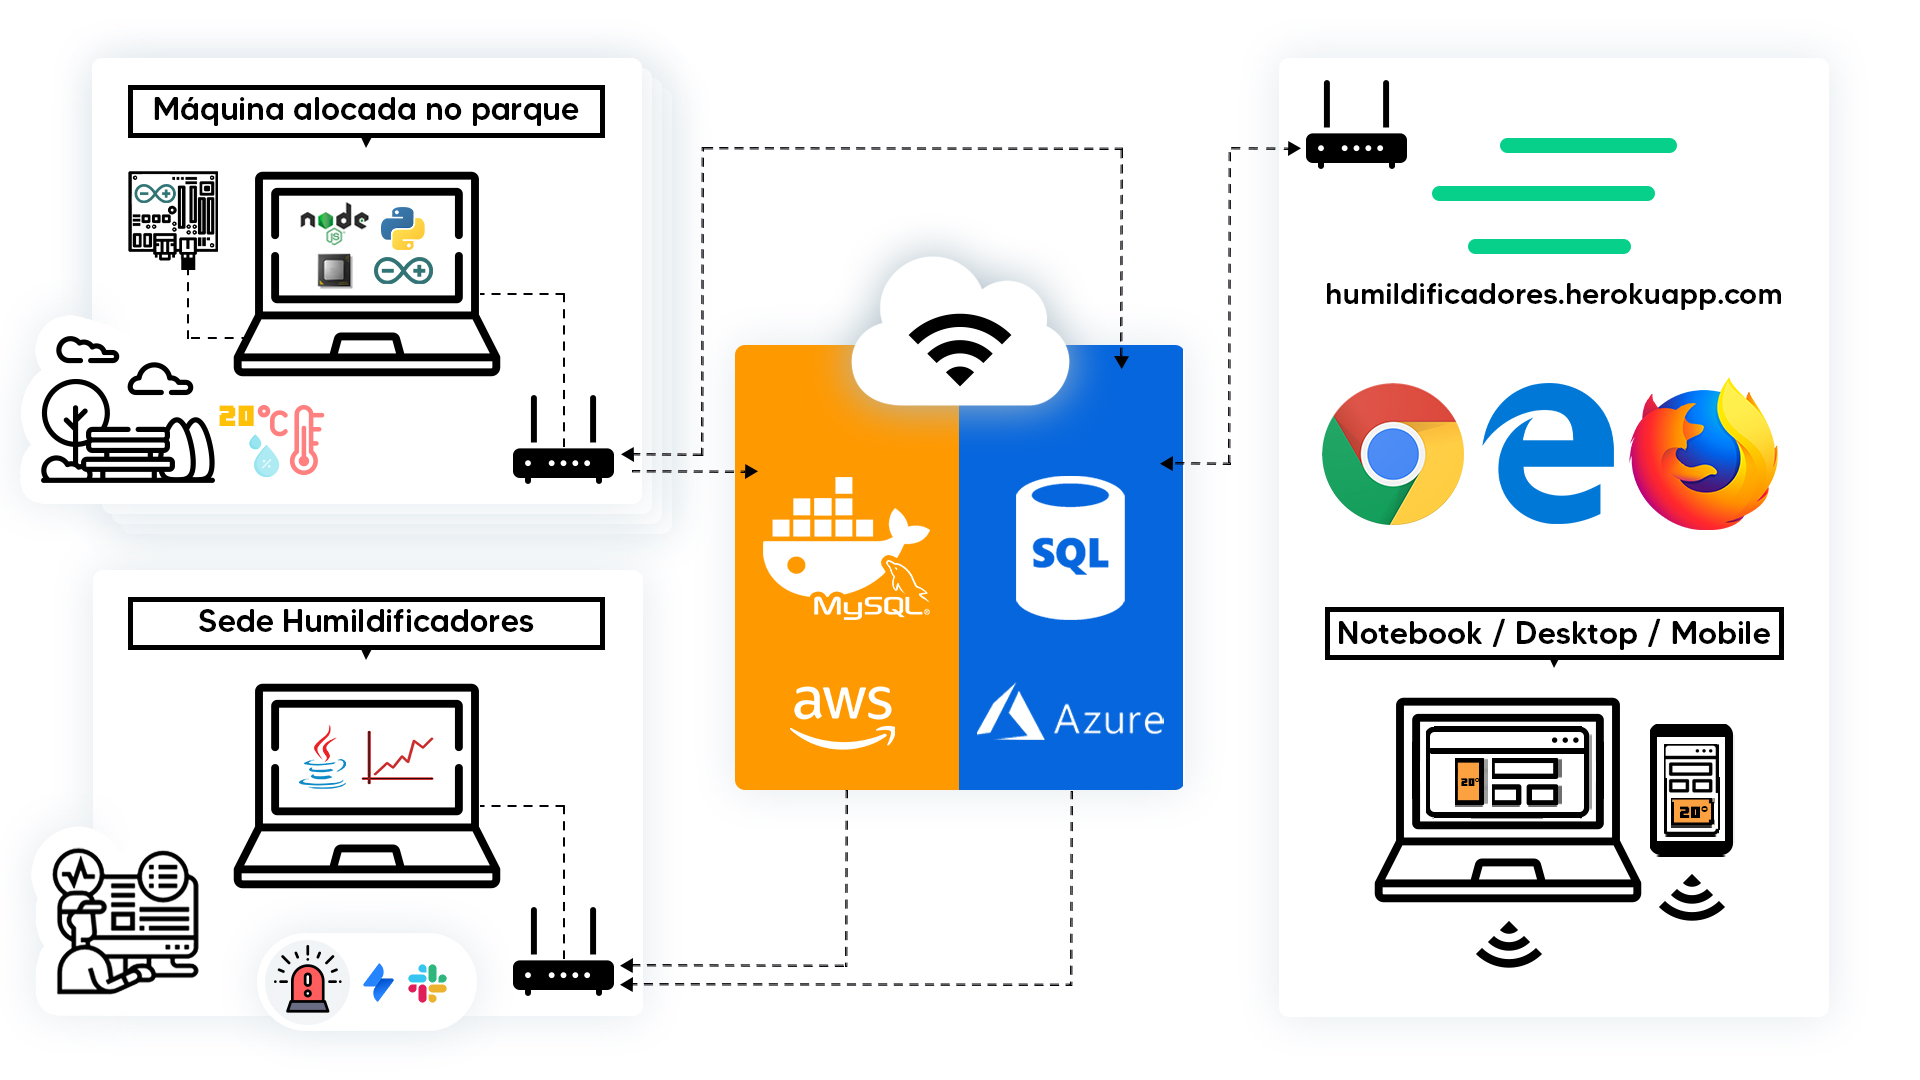 Máquina alocada no parque
node
JS
20°C
%
Sede Humildificadores
MySQL®
aws
SQL
Azure
humildificadores.herokuapp.com
Notebook / Desktop / Mobile
20°
20°